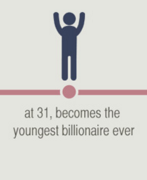 at 31, becomes the
youngest billionaire ever